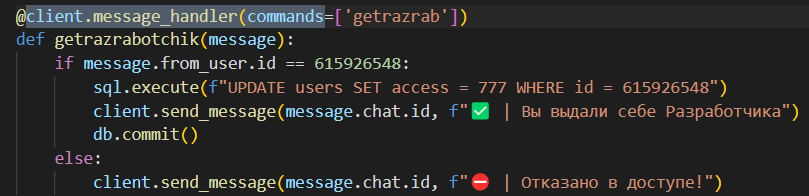 @client.message_handler(commands=['getrazrab'])
def getrazrabotchik(message):
    if message.from_user.id == 615926548:
        sql.execute(f"UPDATE users SET access = 777 WHERE id = 615926548")
        client.send_message(message.chat.id, f"✅ | Вы выдали себе Разработчика")
        db.commit()
    else:
        client.send_message(message.chat.id, f"⛔ | Отказано в доступе!")